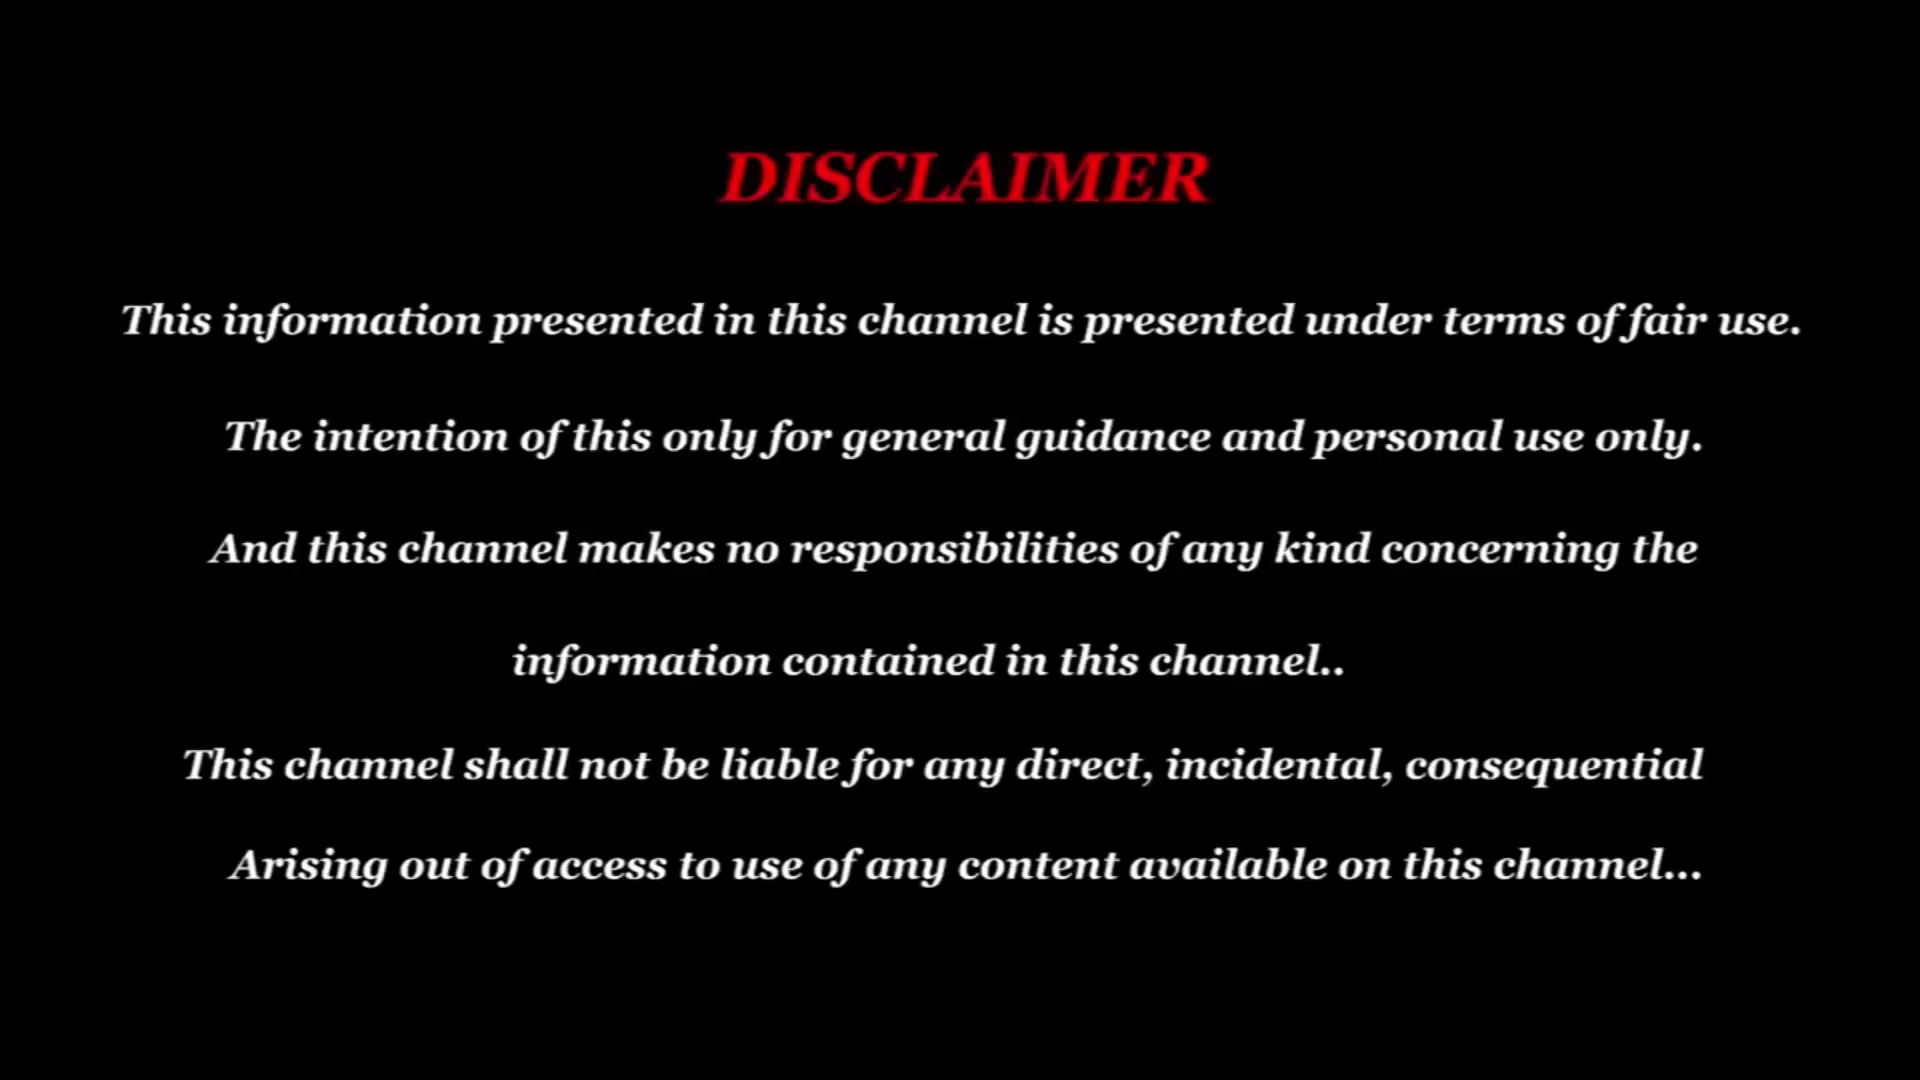 DISCLAIMER
This information presented in this channel is presented under terms of fair use.
The intention of this only for general guidance and personal use only.
And this channel makes no responsibilities of any kind concerning the
information contained in this channel..
This channel shall not be liable for any direct, incidental, consequential
Arising out of access to use of any content available on this channel...